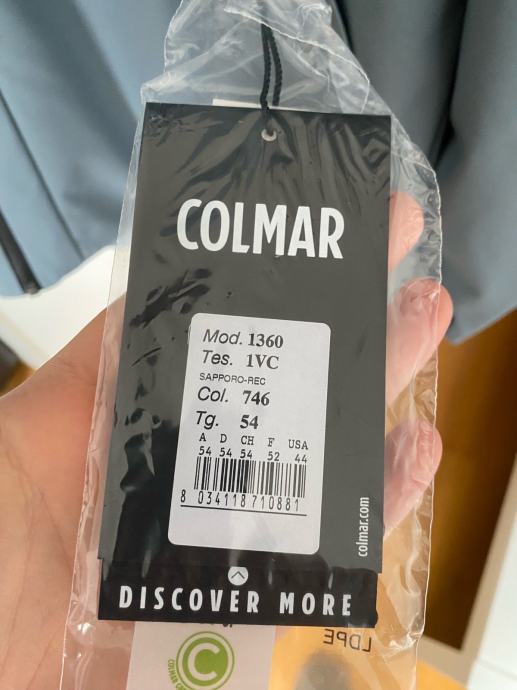 COLMAR
Mod. 1360
Tes. 1VC
SAPPORO-REC
Col. 746
Tg. 54
A D CH F USA
54 54 54 52 44
8 034118 710881
colmar.com
DISCOVER MORE
LDPE
C
COLMAR